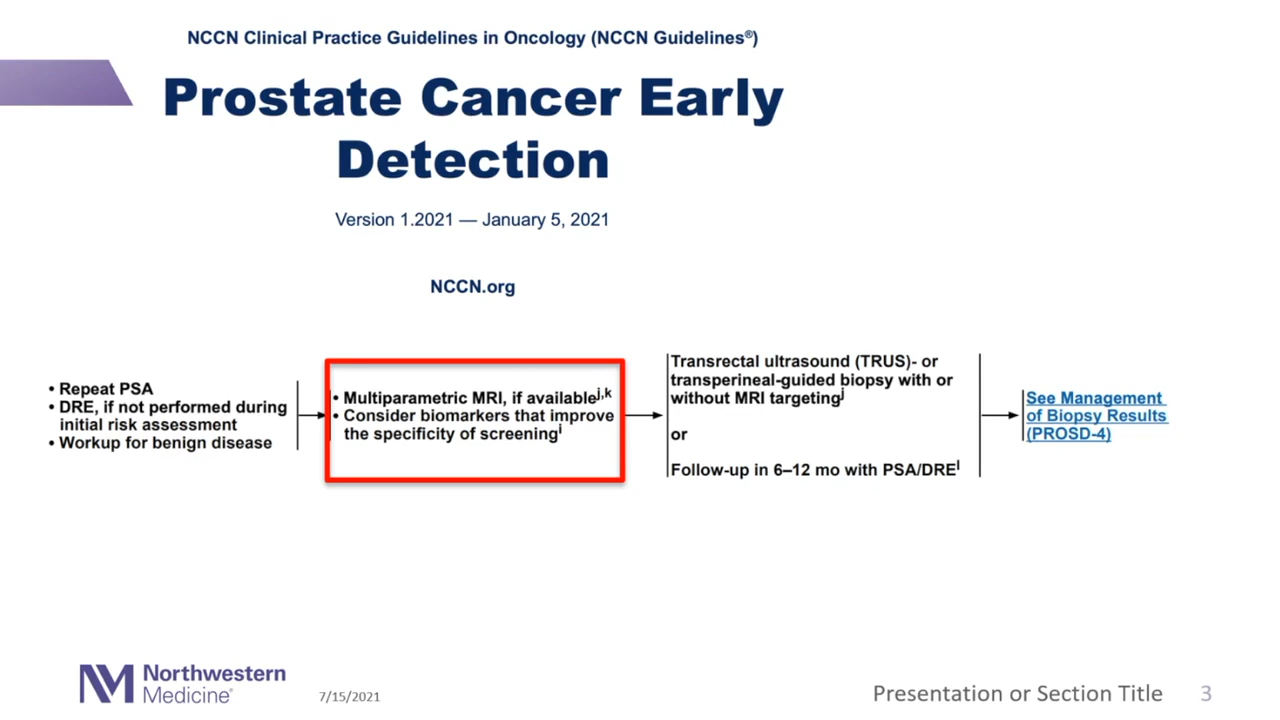 NCCN Clinical Practice Guidelines in Oncology (NCCN Guidelines®)
Prostate Cancer Early
Detection
Version 1.2021 — January 5, 2021
NCCN.org
• Repeat PSA
• DRE, if not performed during
initial risk assessment
• Workup for benign disease
• Multiparametric MRI, if availablej,k
• Consider biomarkers that improve
the specificity of screeningi
Transrectal ultrasound (TRUS)- or
transperineal-guided biopsy with or
without MRI targetingj
or
Follow-up in 6–12 mo with PSA/DREl
See Management
of Biopsy Results
(PROSD-4)
NM Northwestern
Medicine®
7/15/2021
Presentation or Section Title
3